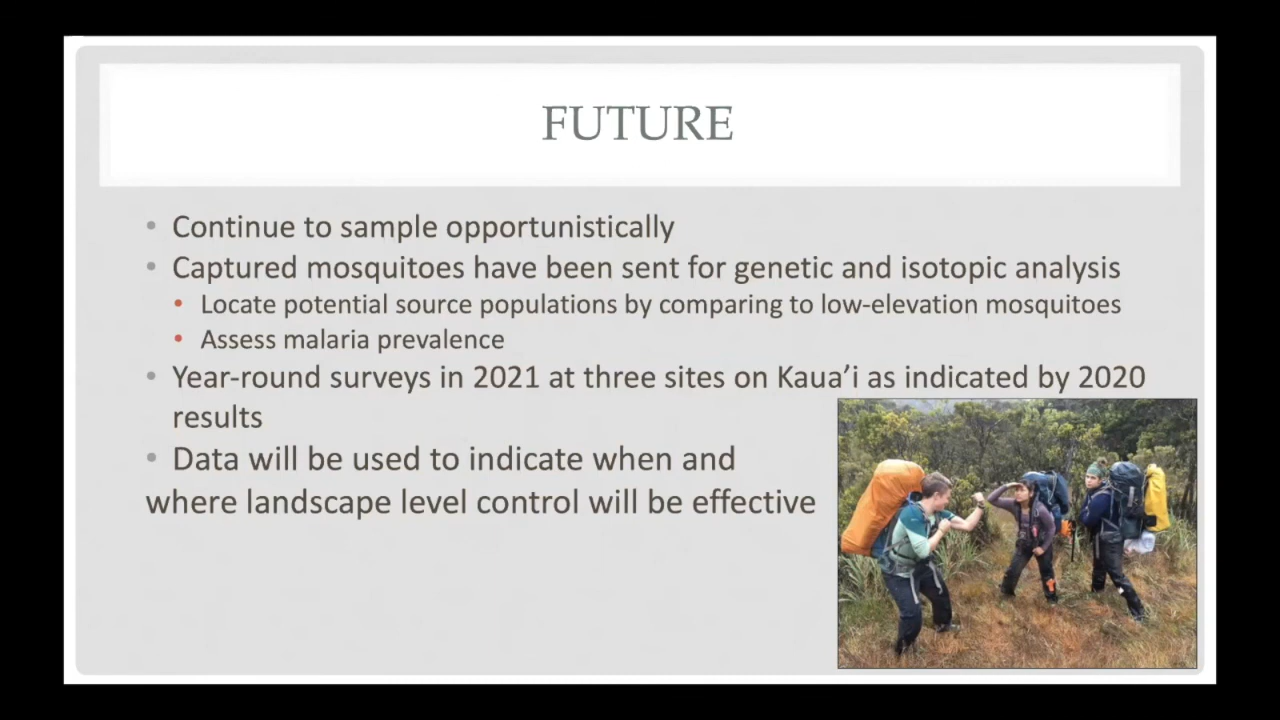 FUTURE
• Continue to sample opportunistically
• Captured mosquitoes have been sent for genetic and isotopic analysis
• Locate potential source populations by comparing to low-elevation mosquitoes
• Assess malaria prevalence
• Year-round surveys in 2021 at three sites on Kaua’i as indicated by 2020
results
• Data will be used to indicate when and
where landscape level control will be effective